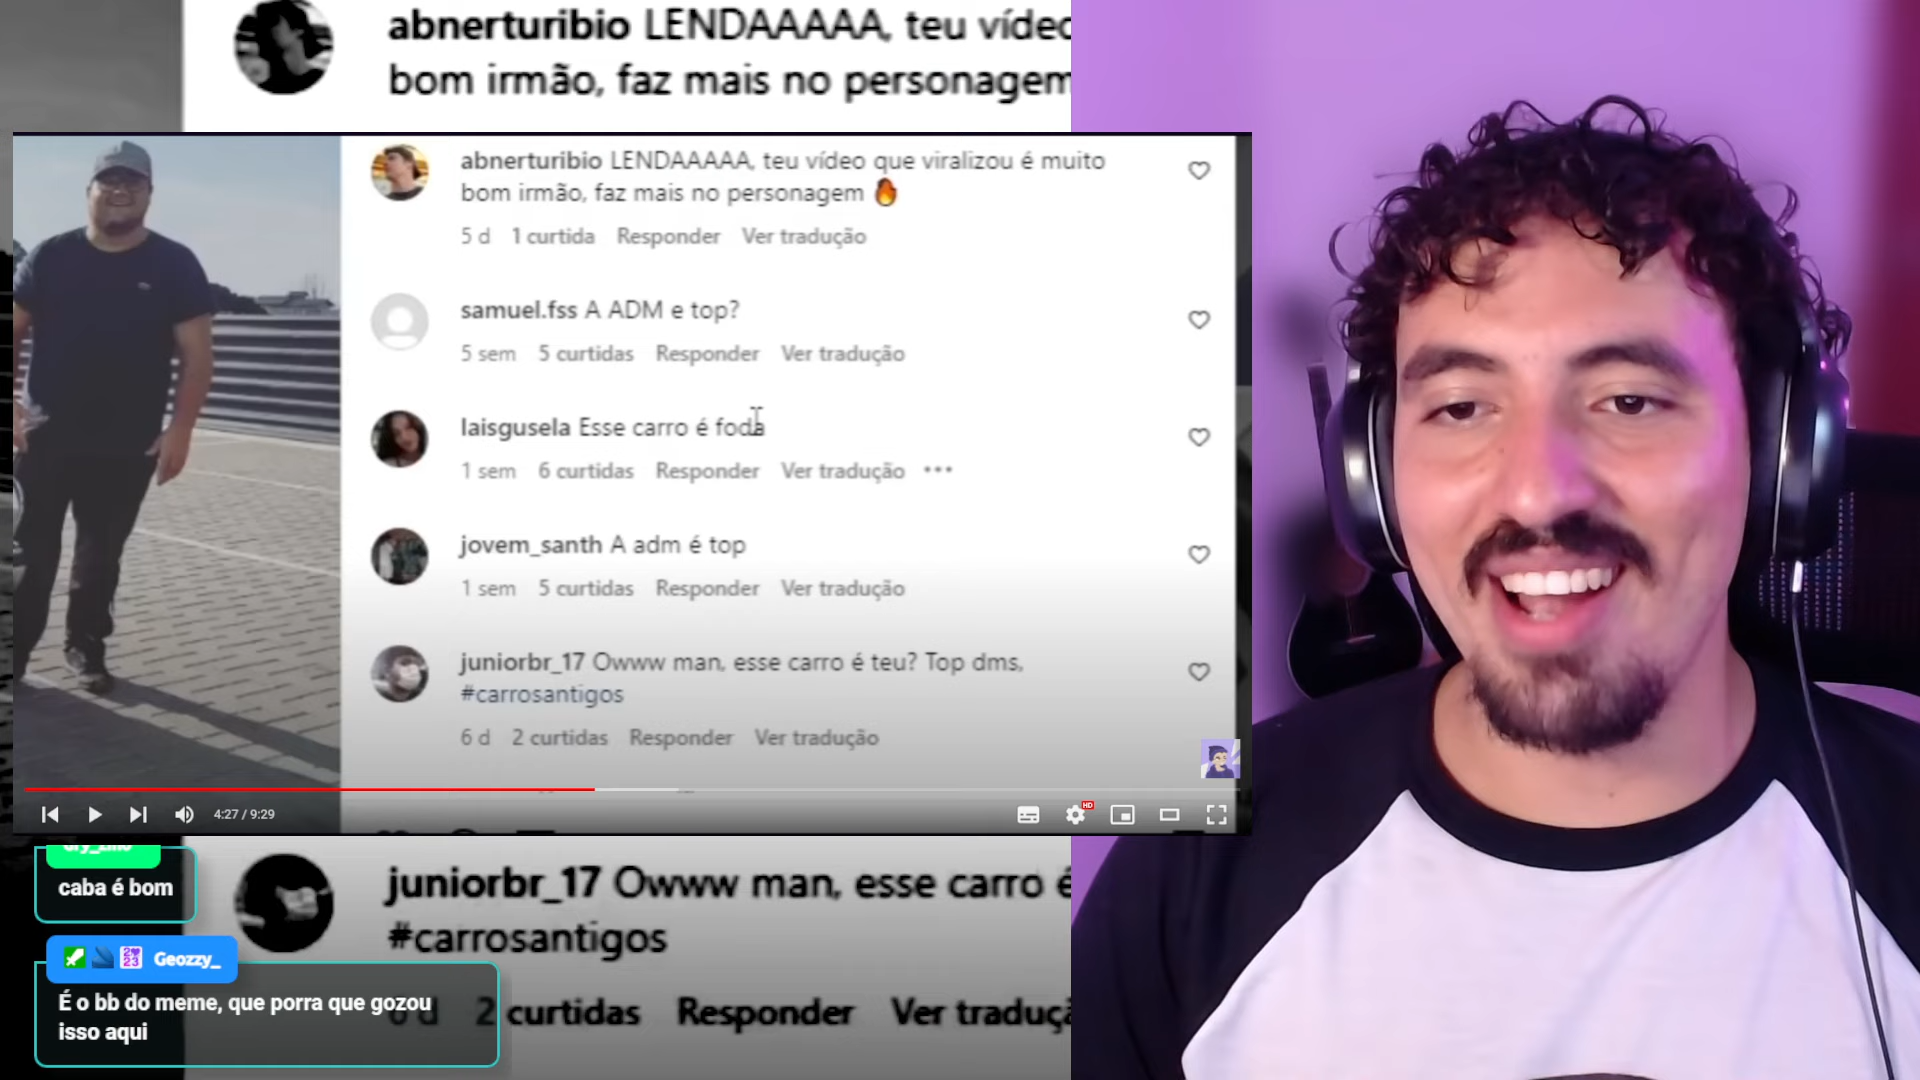 abnerturibio LENDAAAAA, teu vídeo
bom irmão, faz mais no personagem
abnerturibio LENDAAAAA, teu vídeo que viralizou é muito
bom irmão, faz mais no personagem 🔥
5 d 1 curtida Responder Ver tradução
samuel.fss A ADM e top?
5 sem 5 curtidas Responder Ver tradução
laisgusela Esse carro é foda
1 sem 6 curtidas Responder Ver tradução •••
jovem_santh A adm é top
1 sem 5 curtidas Responder Ver tradução
juniorbr_17 Owww man, esse carro é teu? Top dms,
#carrosantigos
6 d 2 curtidas Responder Ver tradução
4:27 / 9:29
HD
caba é bom
Geozzy_
É o bb do meme, que porra que gozou
isso aqui
juniorbr_17 Owww man, esse carro é
#carrosantigos
6 d 2 curtidas Responder Ver traduçã